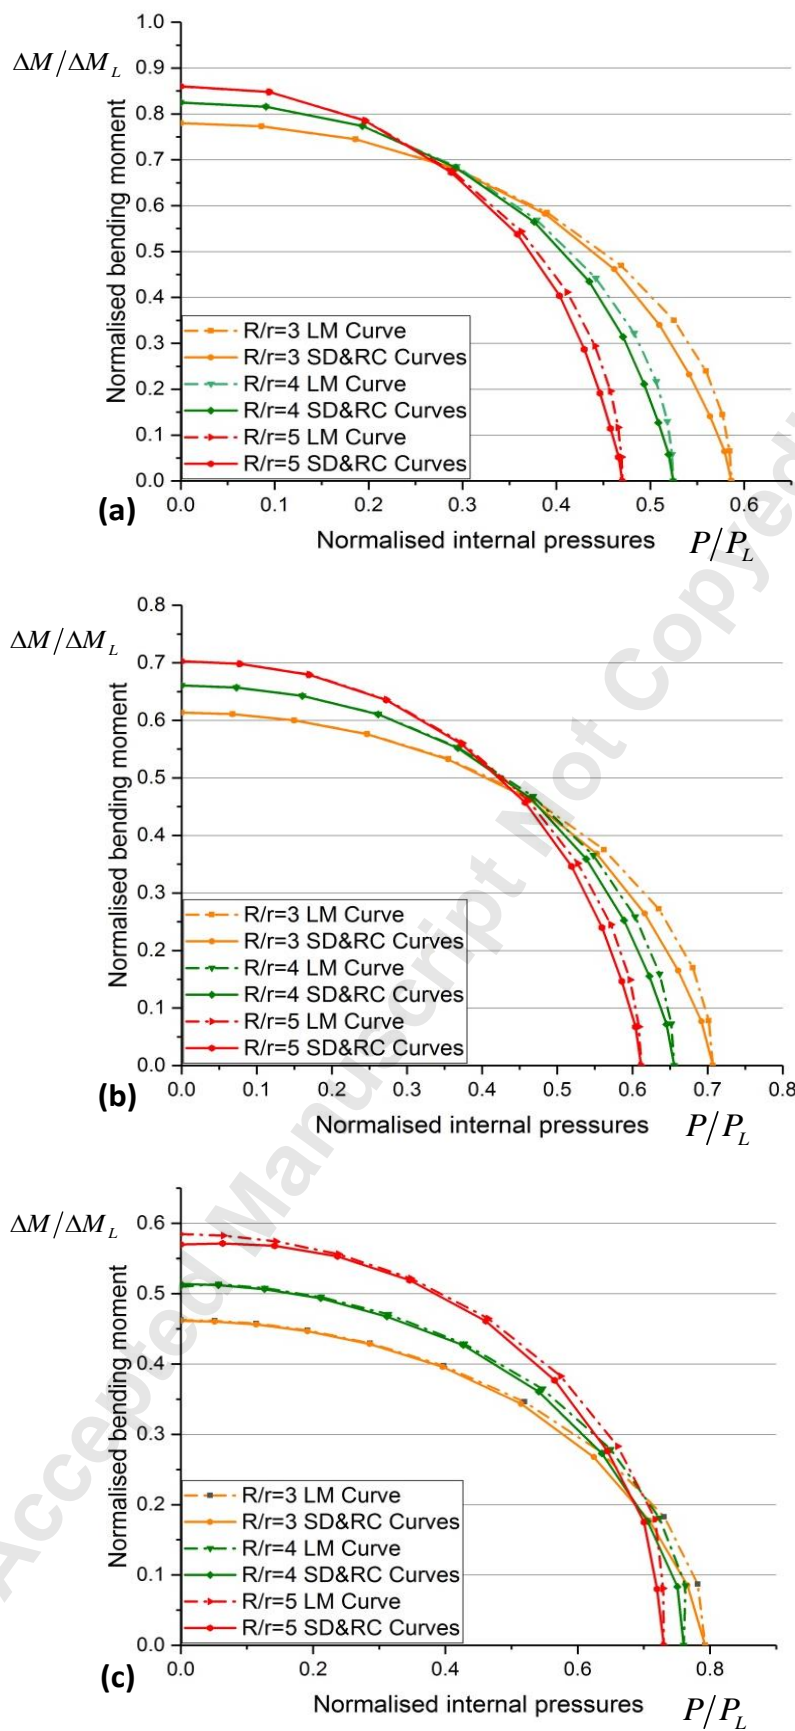 1.0
ΔM/ΔM_L
0.9
0.8
0.7
0.6
0.5
0.4
0.3
0.2
0.1
0.0
Normalised bending moment
R/r=3 LM Curve
R/r=3 SD&RC Curves
R/r=4 LM Curve
R/r=4 SD&RC Curves
R/r=5 LM Curve
R/r=5 SD&RC Curves
(a)
0.0 0.1 0.2 0.3 0.4 0.5 0.6
Normalised internal pressures P/P_L
0.8
ΔM/ΔM_L
0.7
0.6
0.5
0.4
0.3
0.2
0.1
0.0
Normalised bending moment
R/r=3 LM Curve
R/r=3 SD&RC Curves
R/r=4 LM Curve
R/r=4 SD&RC Curves
R/r=5 LM Curve
R/r=5 SD&RC Curves
(b)
0.0 0.1 0.2 0.3 0.4 0.5 0.6 0.7 0.8
Normalised internal pressures P/P_L
ΔM/ΔM_L
0.6
0.5
0.4
0.3
0.2
0.1
0.0
Normalised bending moment
R/r=3 LM Curve
R/r=3 SD&RC Curves
R/r=4 LM Curve
R/r=4 SD&RC Curves
R/r=5 LM Curve
R/r=5 SD&RC Curves
(c)
0.0 0.2 0.4 0.6 0.8
Normalised internal pressures P/P_L
Accepted Manuscript Not Copyedi